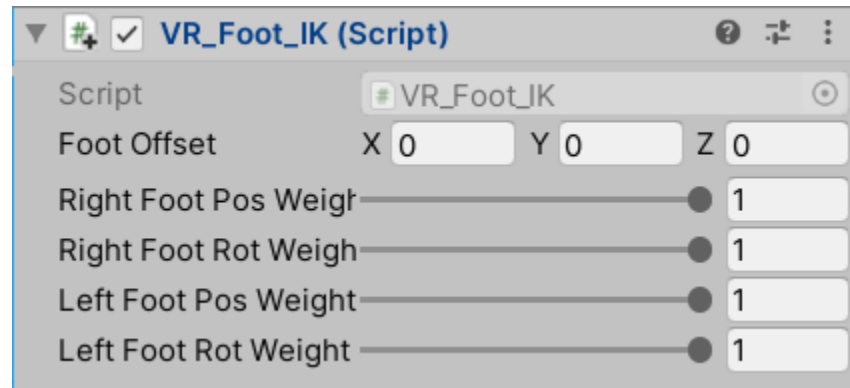 VR_Foot_IK (Script)
Script VR_Foot_IK
Foot Offset X 0 Y 0 Z 0
Right Foot Pos Weigh 1
Right Foot Rot Weigh 1
Left Foot Pos Weight 1
Left Foot Rot Weight 1